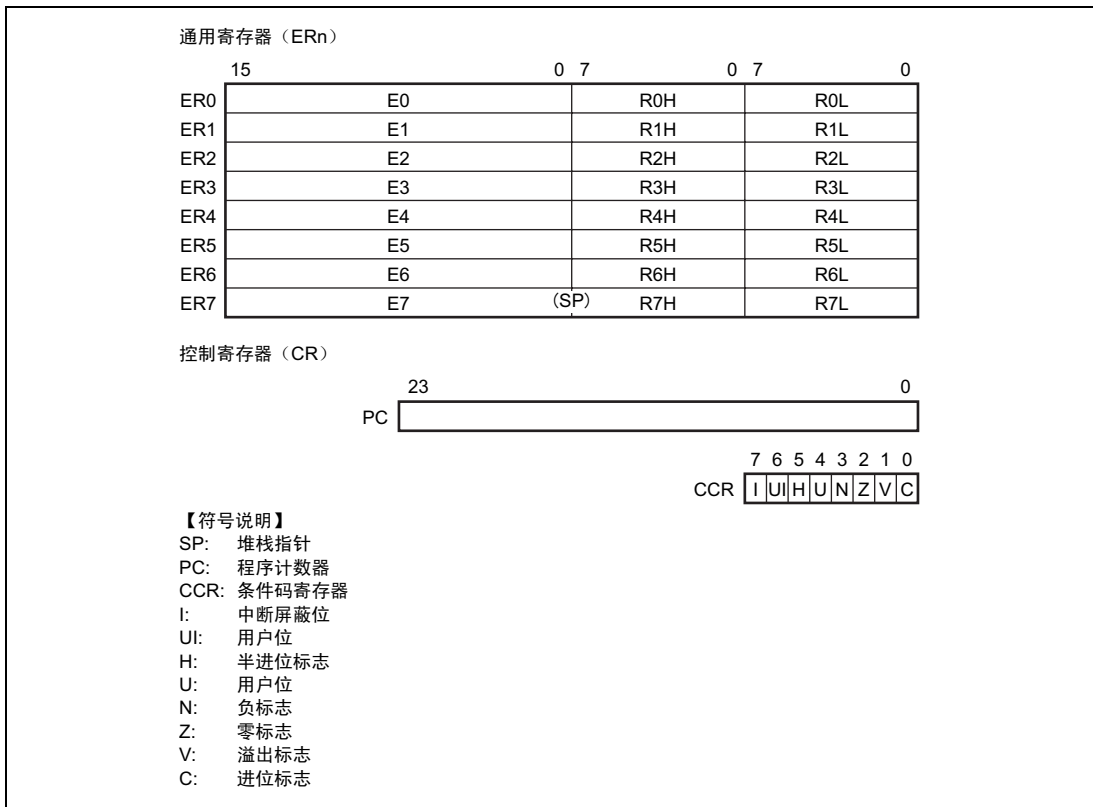 通用寄存器（ERn）
15 0 7 0 7 0
ER0 E0 R0H R0L
ER1 E1 R1H R1L
ER2 E2 R2H R2L
ER3 E3 R3H R3L
ER4 E4 R4H R4L
ER5 E5 R5H R5L
ER6 E6 R6H R6L
ER7 E7 （SP） R7H R7L
控制寄存器（CR）
23 0
PC
7 6 5 4 3 2 1 0
CCR I UI H U N Z V C
【符号说明】
SP: 堆栈指针
PC: 程序计数器
CCR: 条件码寄存器
I: 中断屏蔽位
UI: 用户位
H: 半进位标志
U: 用户位
N: 负标志
Z: 零标志
V: 溢出标志
C: 进位标志